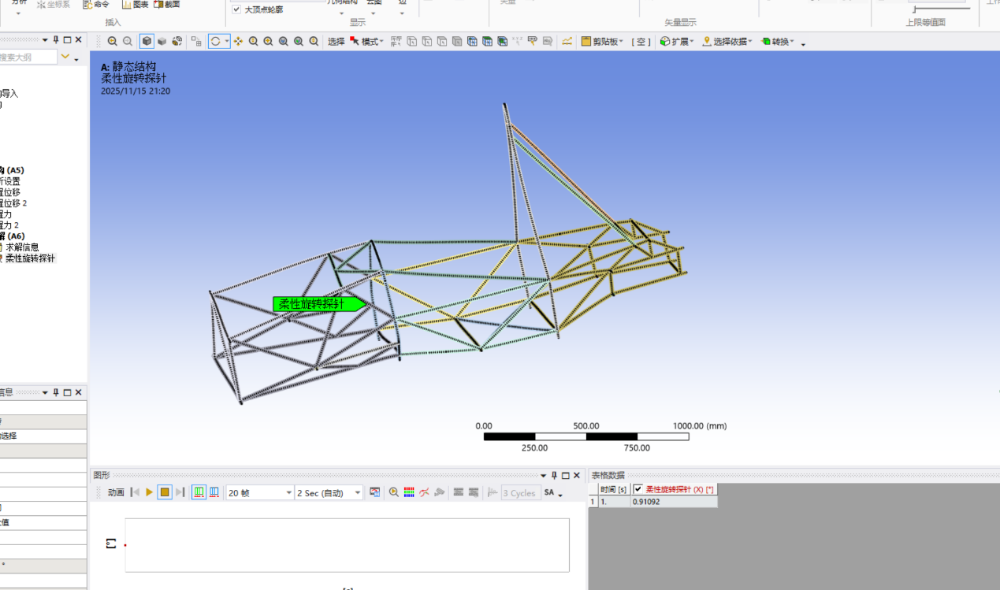 分析
坐标系
命令
图表
截面
大顶点轮廓
几何结构
云图
边
矢量
插入
显示
矢量显示
上限等值面
搜索大纲
选择
模式
剪贴板
[空]
扩展
选择依据
转换
A: 静态结构
柔性旋转探针
2025/11/15 21:20
导入
(A5)
设置
位移
位移 2
力
力 2
(A6)
求解信息
柔性旋转探针
柔性旋转探针
0.00
500.00
1000.00 (mm)
250.00
750.00
信息
选择
值
图形
动画
20 帧
2 Sec (自动)
3 Cycles
SA
表格数据
时间 [s]
柔性旋转探针 (X) [°]
1
1.
0.91092